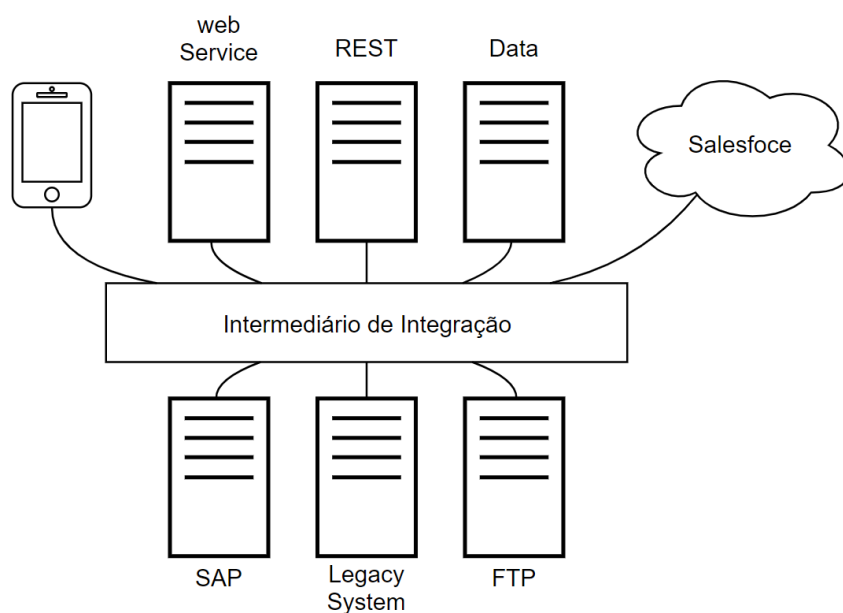 web
Service
REST
Data
Salesfoce
Intermediário de Integração
SAP
Legacy
System
FTP